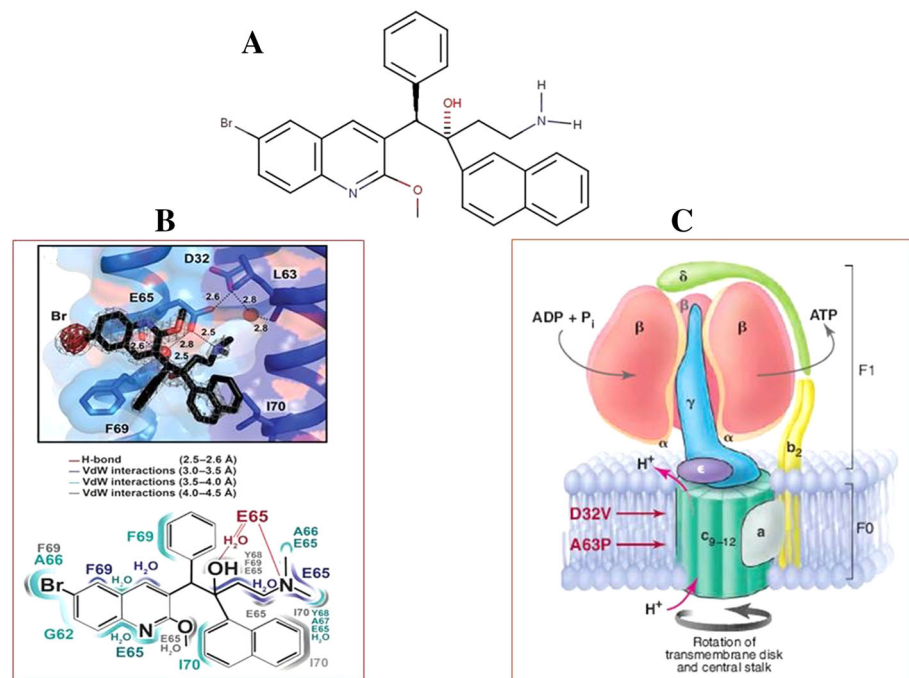 A
Br
N
O
OH
N
H
H
B
D32
L63
E65
2.6
2.8
2.8
Br
2.5
2.6
2.8
2.5
F69
I70
H-bond (2.5–2.6 Å)
VdW interactions (3.0–3.5 Å)
VdW interactions (3.5–4.0 Å)
VdW interactions (4.0–4.5 Å)
E65
F69
H₂O
A66
E65
F69
A66
OH
Y68
F69
E65
Br
F69
H₂O
H₂O
H₂O
N
E65
E65
I70
Y68
A67
E65
H₂O
G62
H₂O
N
O
E65
E65
H₂O
I70
I70
C
δ
β
β
β
ADP + Pi
ATP
F1
γ
α
α
b2
H+
ϵ
D32V
A63P
c9–12
a
F0
H+
Rotation of
transmembrane disk
and central stalk